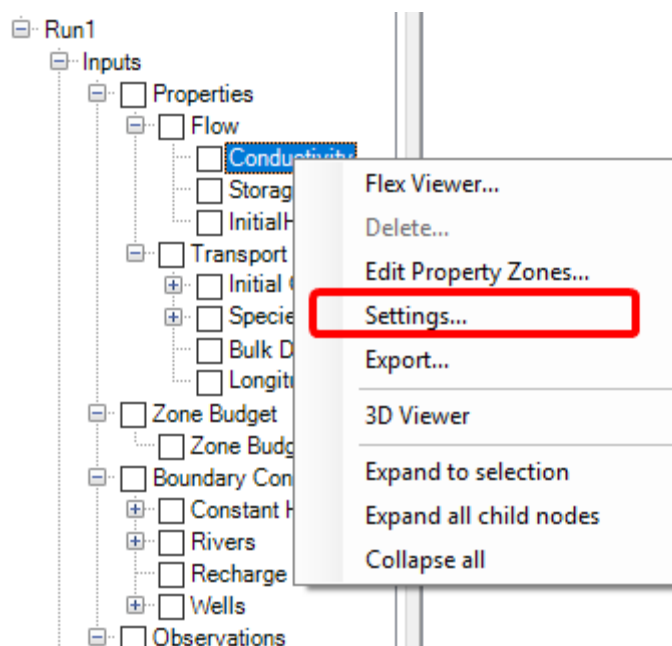 Run1
Inputs
Properties
Flow
Conductivity
Storag
InitialH
Transport
Initial
Specie
Bulk D
Longit
Zone Budget
Zone Budg
Boundary Con
Constant H
Rivers
Recharge
Wells
Observations
Flex Viewer...
Delete...
Edit Property Zones...
Settings...
Export...
3D Viewer
Expand to selection
Expand all child nodes
Collapse all